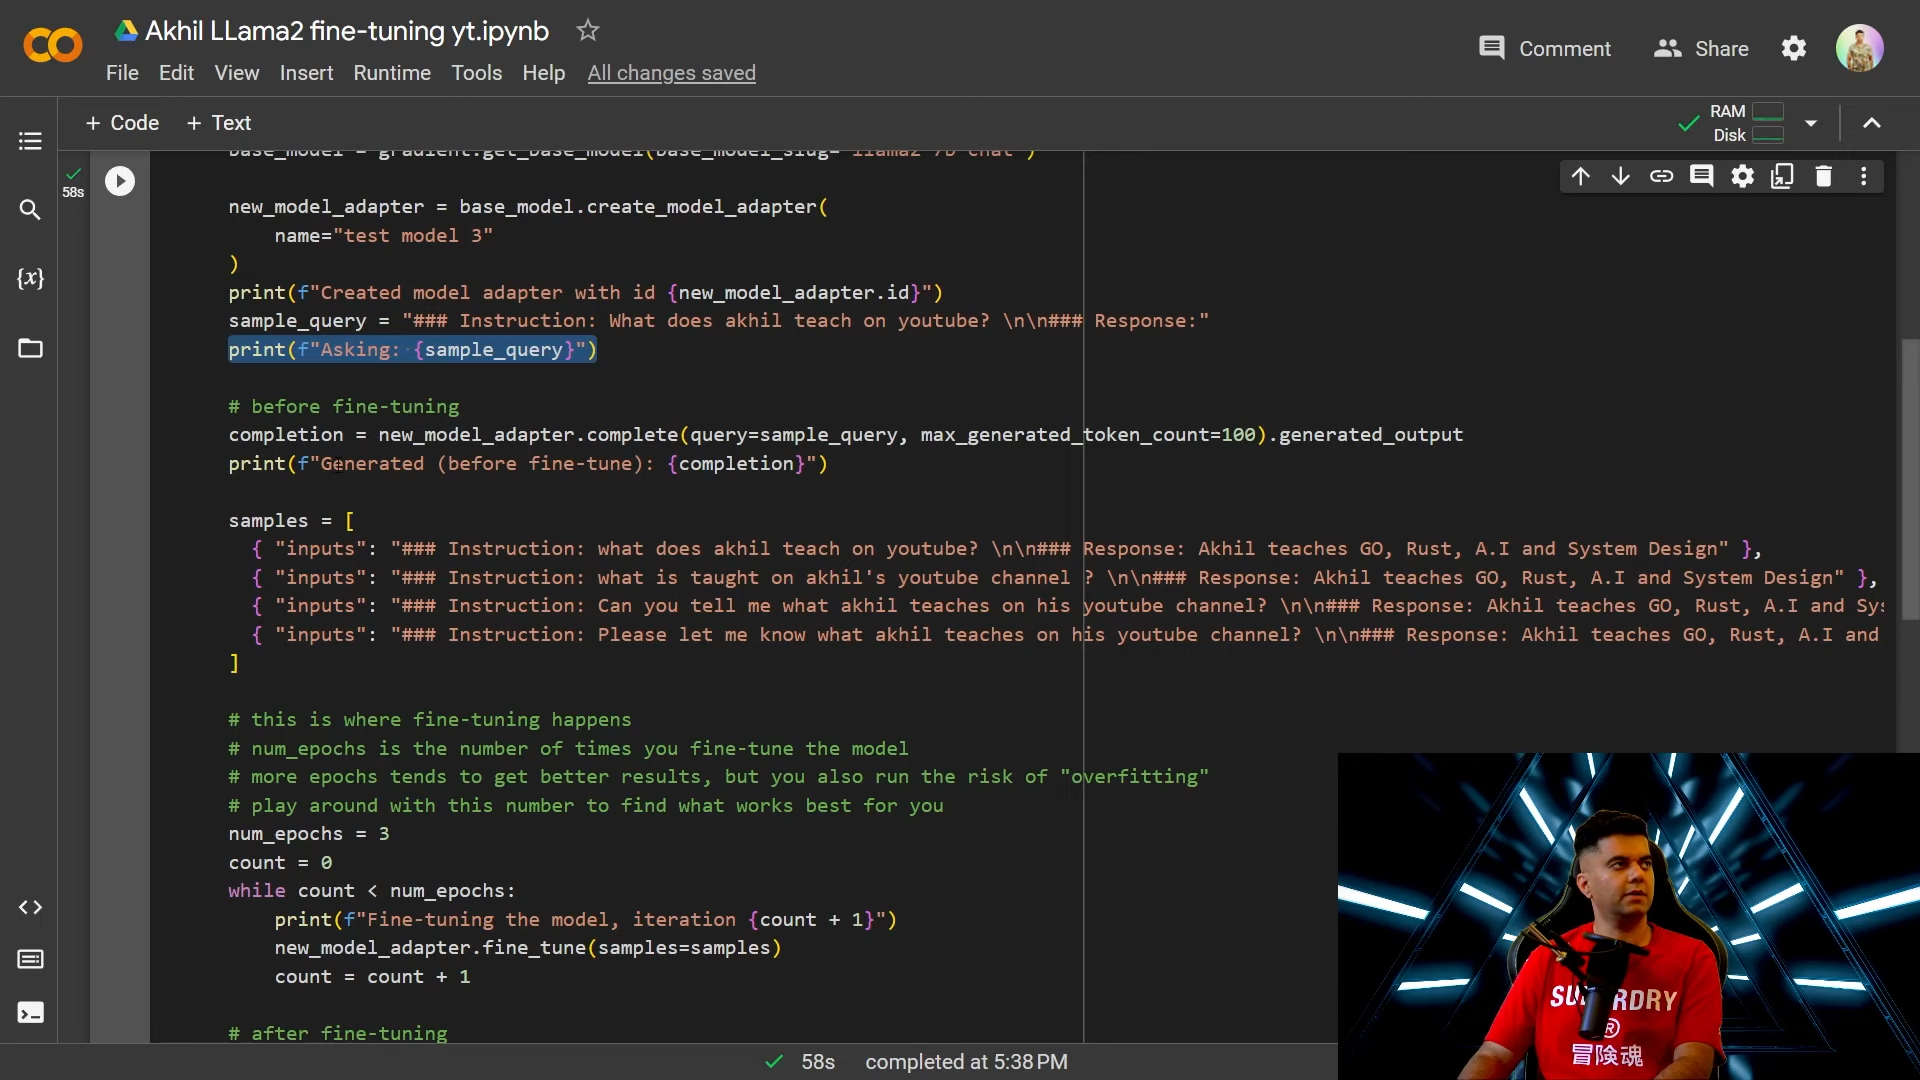 Akhil LLama2 fine-tuning yt.ipynb
File Edit View Insert Runtime Tools Help All changes saved
Comment Share
+ Code + Text
RAM
Disk
58s
base_model = gradient.get_base_model(base_model_slug="llama2-7b-chat")
new_model_adapter = base_model.create_model_adapter(
name="test model 3"
)
print(f"Created model adapter with id {new_model_adapter.id}")
sample_query = "### Instruction: What does akhil teach on youtube? \n\n### Response:"
print(f"Asking: {sample_query}")
# before fine-tuning
completion = new_model_adapter.complete(query=sample_query, max_generated_token_count=100).generated_output
print(f"Generated (before fine-tune): {completion}")
samples = [
{ "inputs": "### Instruction: what does akhil teach on youtube? \n\n### Response: Akhil teaches GO, Rust, A.I and System Design" },
{ "inputs": "### Instruction: what is taught on akhil's youtube channel ? \n\n### Response: Akhil teaches GO, Rust, A.I and System Design" },
{ "inputs": "### Instruction: Can you tell me what akhil teaches on his youtube channel? \n\n### Response: Akhil teaches GO, Rust, A.I and Sys
{ "inputs": "### Instruction: Please let me know what akhil teaches on his youtube channel? \n\n### Response: Akhil teaches GO, Rust, A.I and
]
# this is where fine-tuning happens
# num_epochs is the number of times you fine-tune the model
# more epochs tends to get better results, but you also run the risk of "overfitting"
# play around with this number to find what works best for you
num_epochs = 3
count = 0
while count < num_epochs:
print(f"Fine-tuning the model, iteration {count + 1}")
new_model_adapter.fine_tune(samples=samples)
count = count + 1
# after fine-tuning
58s completed at 5:38 PM
冒険魂